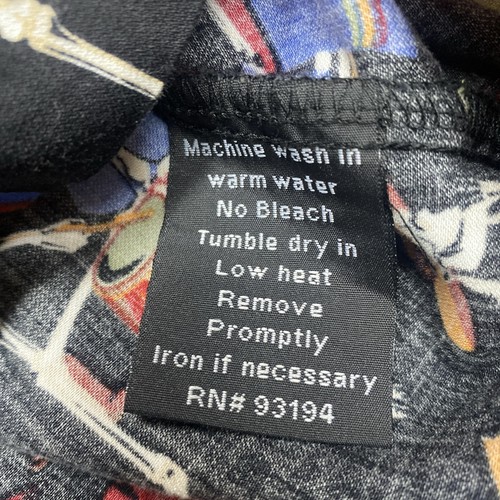 Machine wash in
warm water
No Bleach
Tumble dry in
Low heat
Remove
Promptly
Iron if necessary
RN# 93194